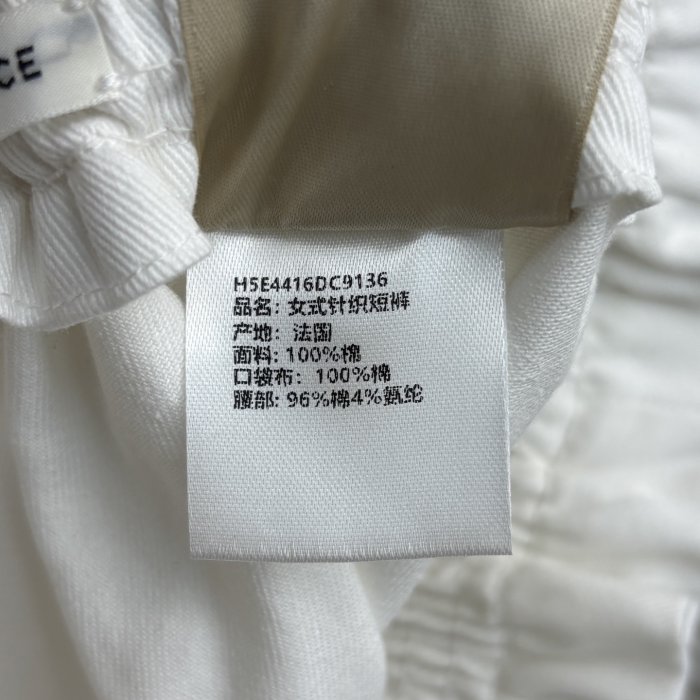 CE
H5E4416DC9136
品名: 女式针织短裤
产地: 法国
面料: 100%棉
口袋布: 100%棉
腰部: 96%棉4%氨纶